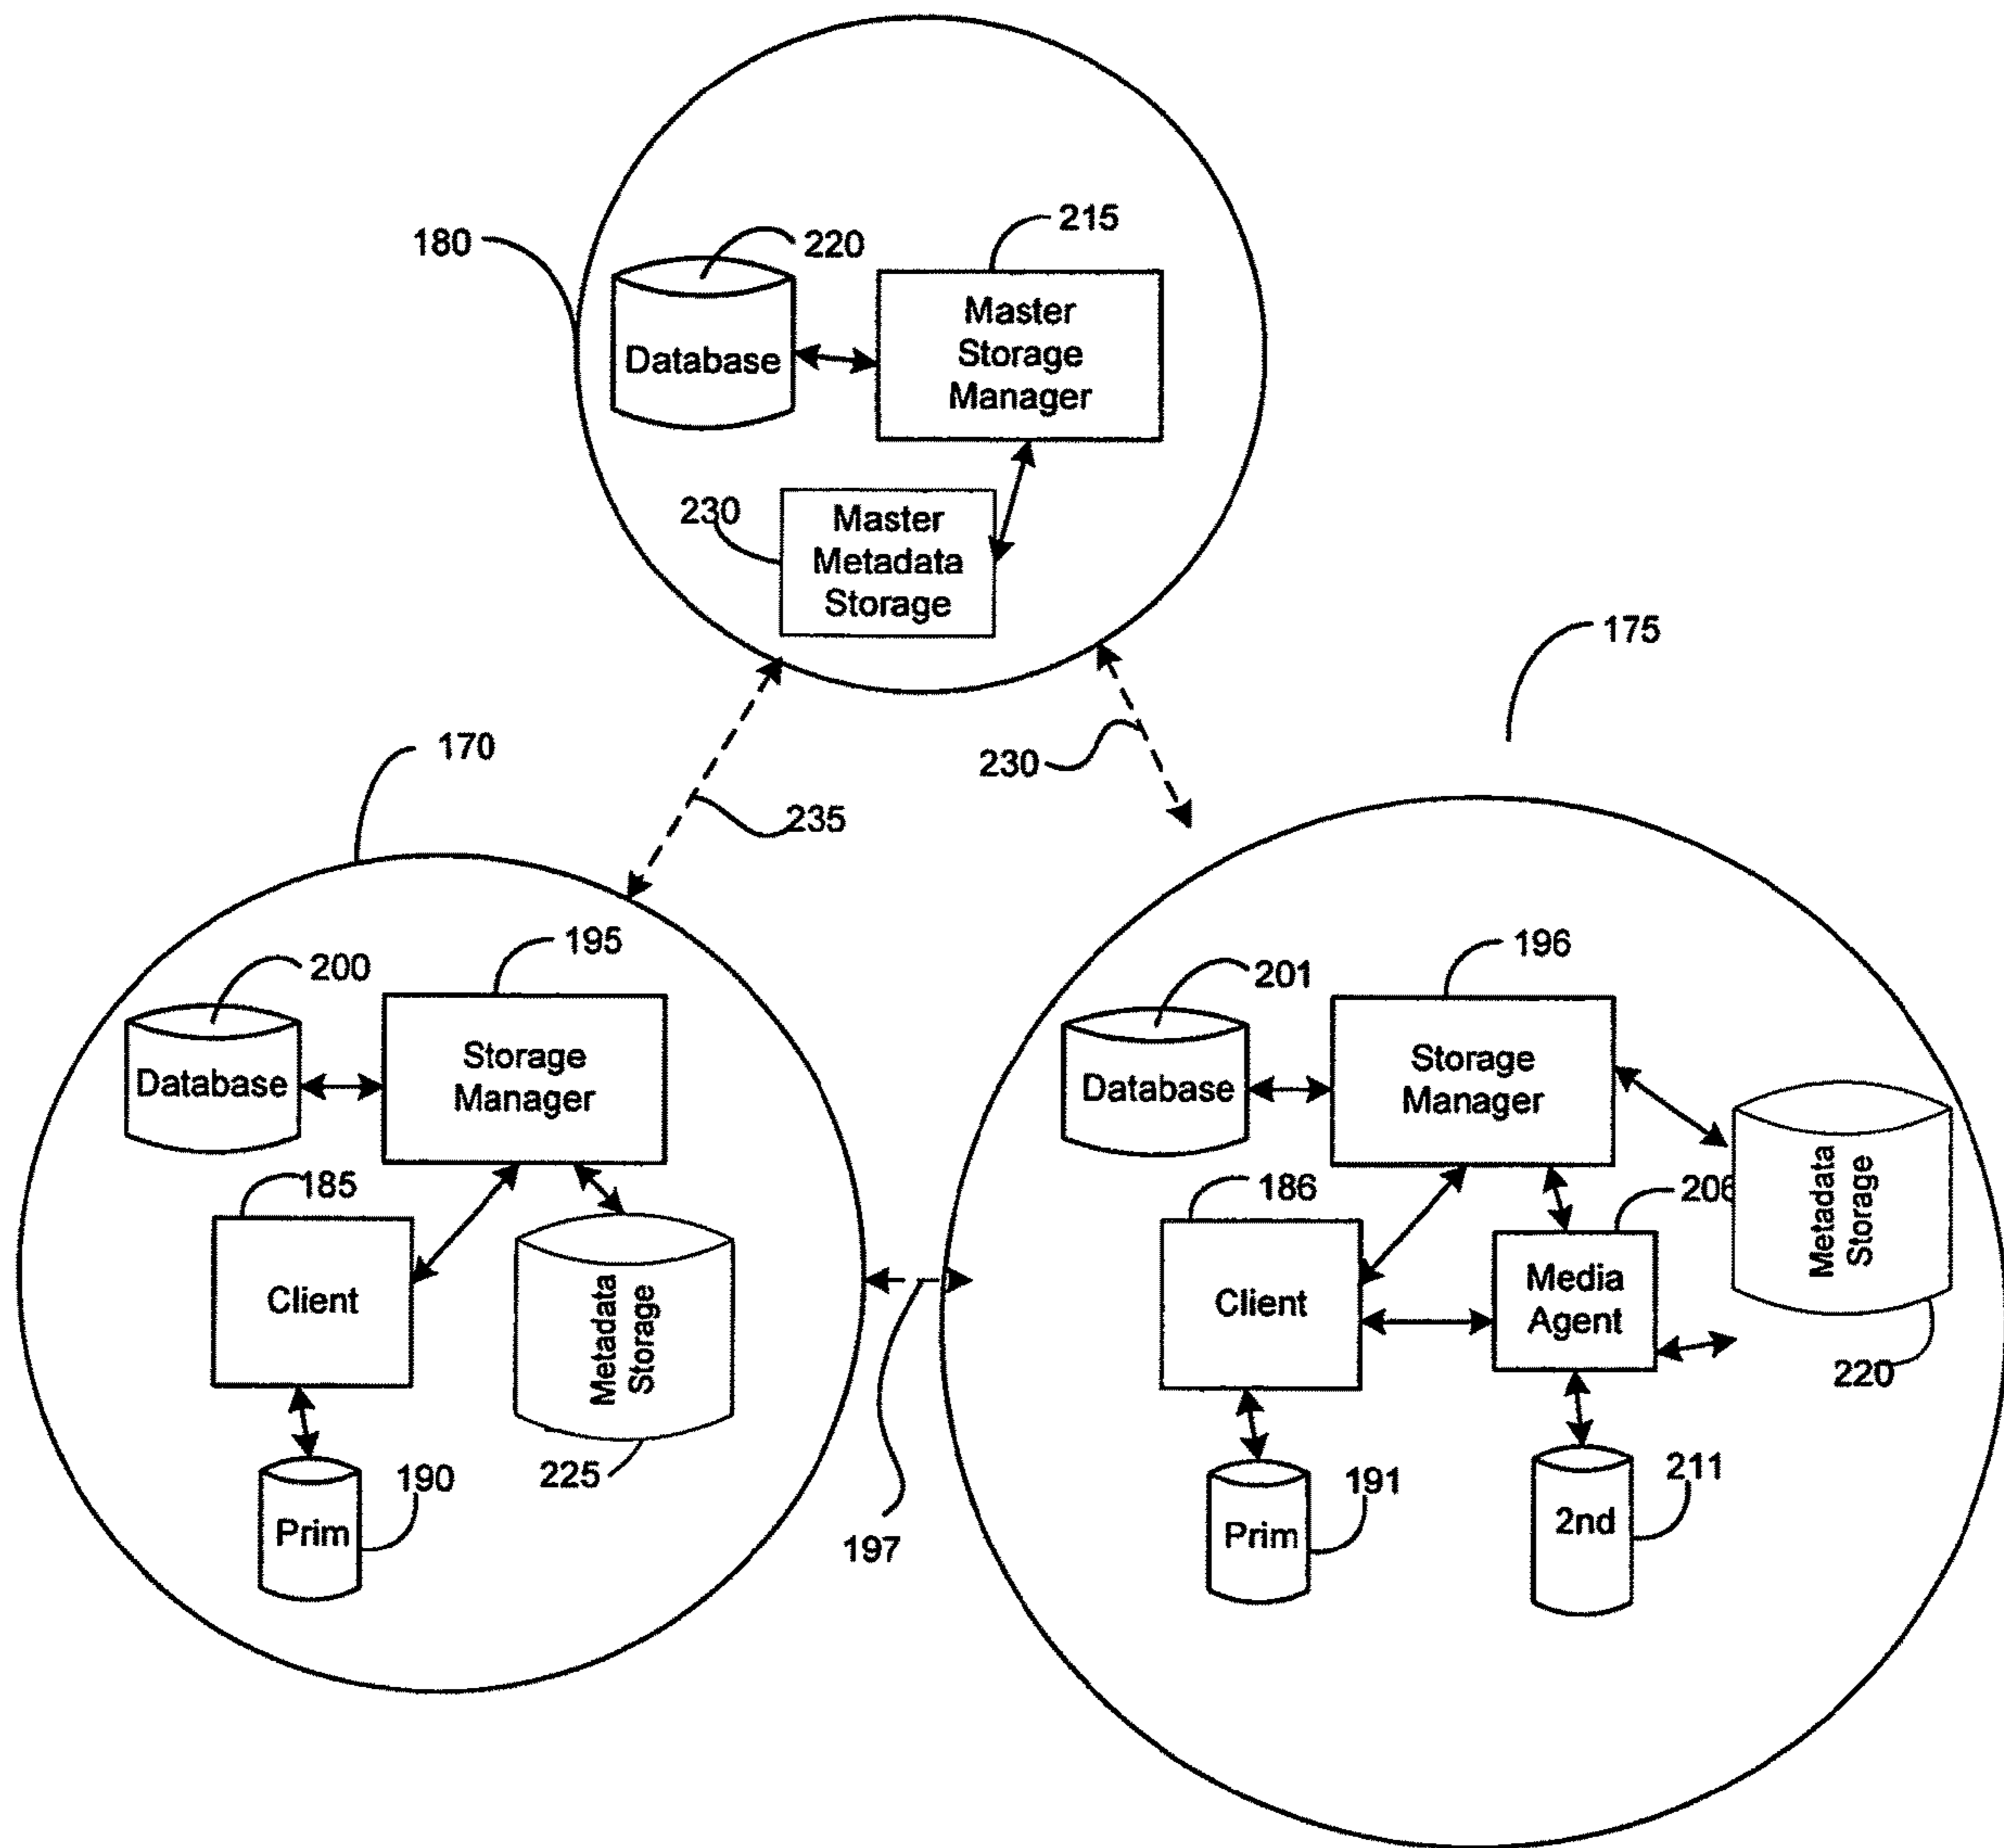 215
220
180
Master
Storage
Manager
Database
230
Master
Metadata
Storage
175
170
230
235
195
200
Storage
Manager
Database
185
Client
Metadata
Storage
225
190
Prim
197
196
201
Storage
Manager
Database
186
206
Metadata
Storage
Client
Media
Agent
220
191
Prim
211
2nd